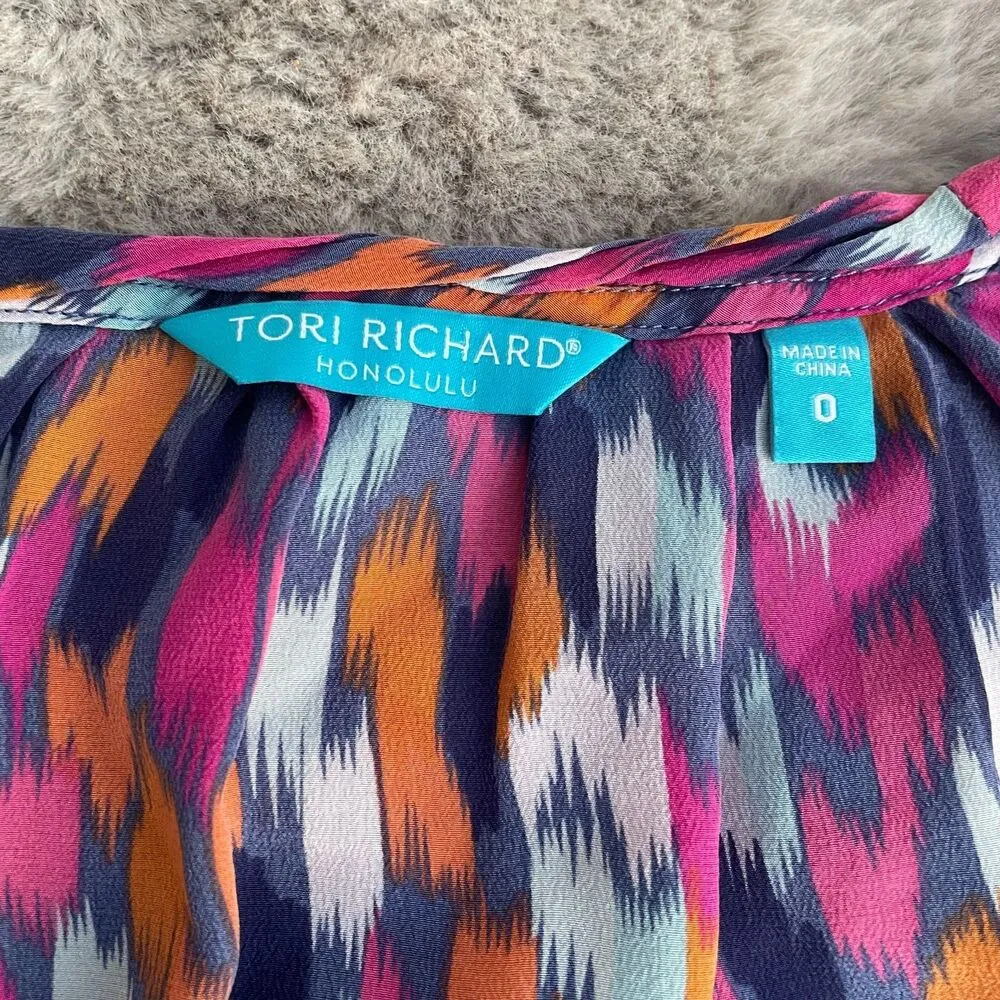 TORI RICHARD®
HONOLULU
MADE IN
CHINA
0